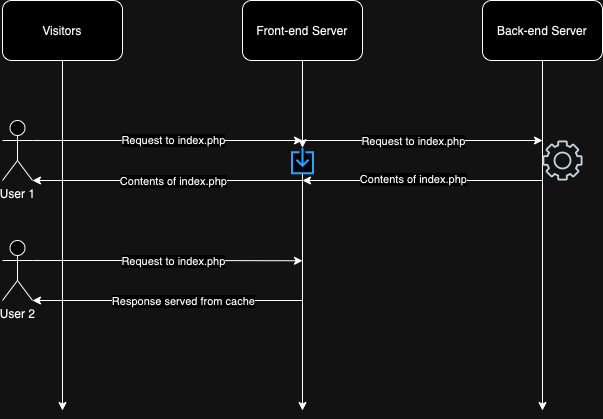 Visitors
Front-end Server
Back-end Server
Request to index.php
Request to index.php
Contents of index.php
Contents of index.php
User 1
Request to index.php
Response served from cache
User 2